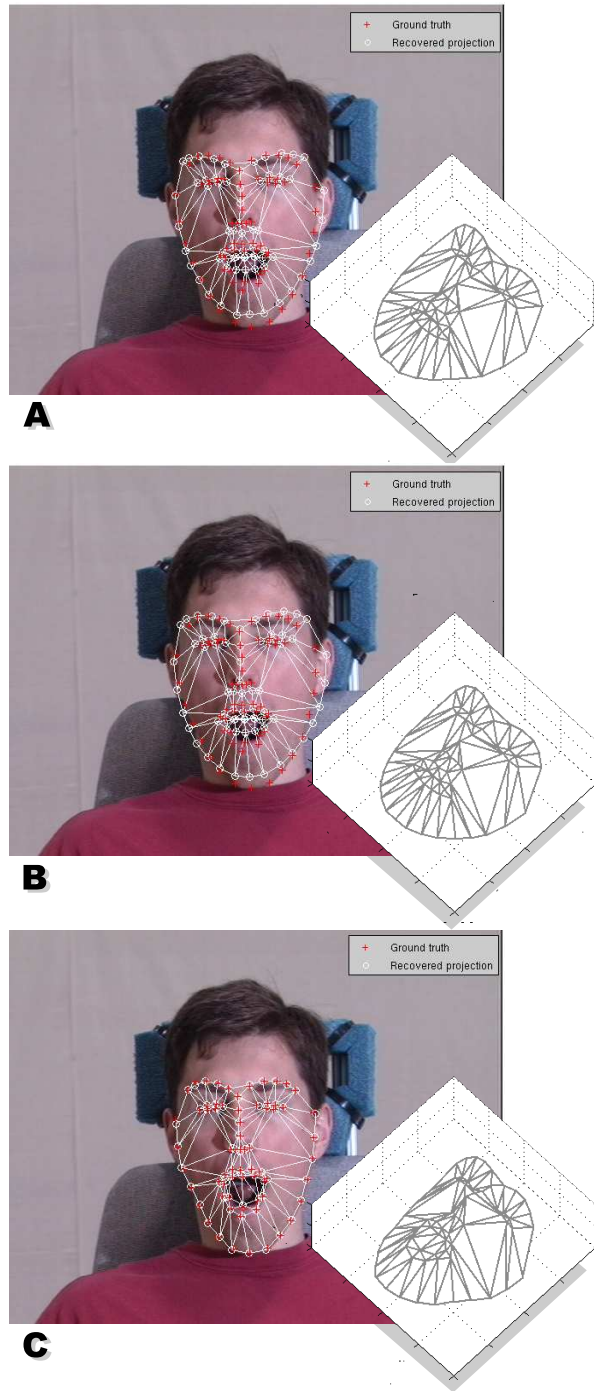 + Ground truth
o Recovered projection
A
+ Ground truth
o Recovered projection
B
+ Ground truth
o Recovered projection
C